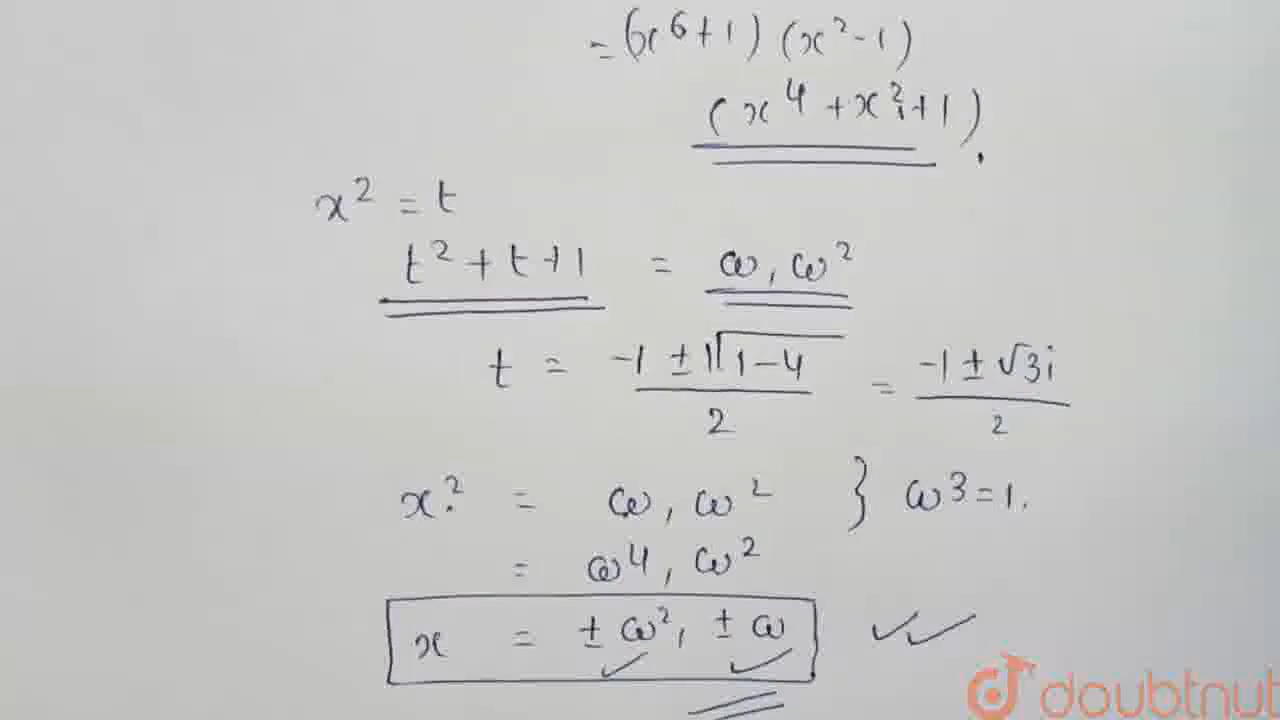 = (x⁶ + 1) (x² - 1)
(x⁴ + x² + 1).
x² = t
t² + t + 1 = ω, ω²
t = -1 ± √1 - 4 / 2 = -1 ± √3i / 2
x² = ω, ω² } ω³ = 1.
= ω⁴, ω²
x = ± ω², ± ω
doubtnut